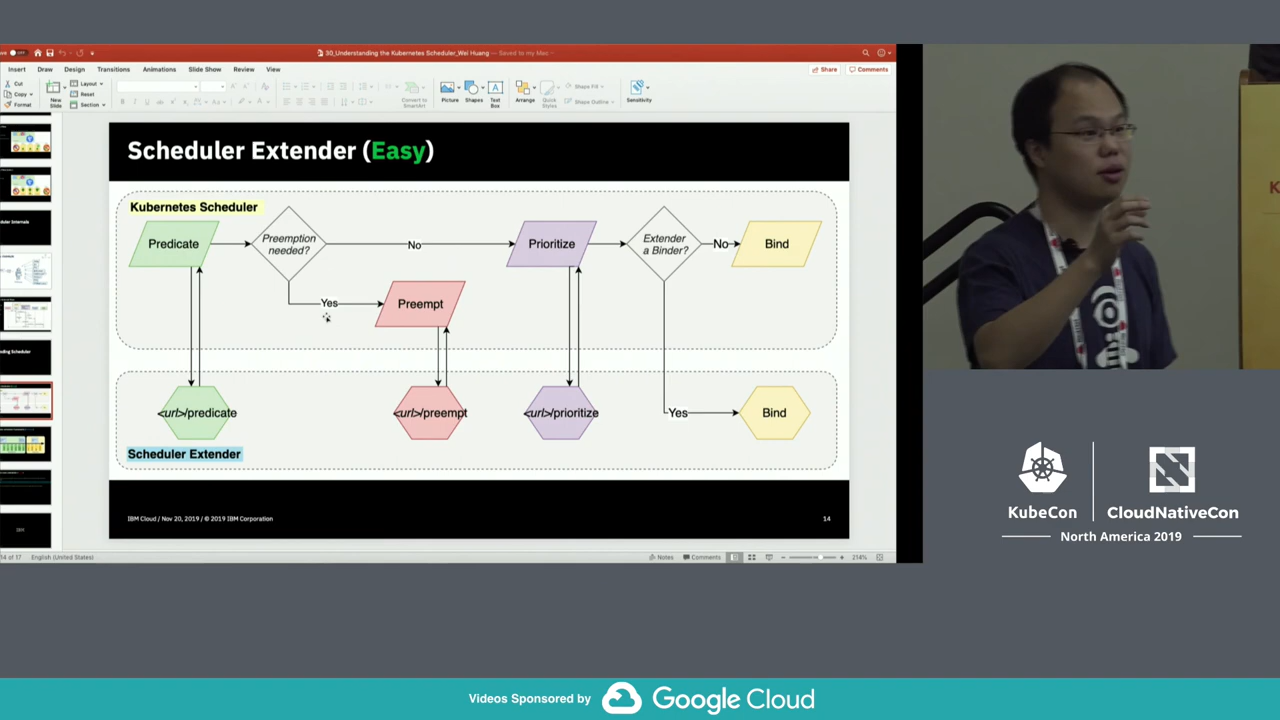 30_Understanding the Kubernetes Scheduler_Wei Huang — Saved to my Mac
Insert Draw Design Transitions Animations Slide Show Review View
Share Comments
Cut
Copy
Format
New
Slide
Layout
Reset
Section
Convert to
SmartArt
Picture
Shapes
Text
Box
Arrange
Quick
Styles
Shape Fill
Shape Outline
Sensitivity
Scheduler Extender (Easy)
Kubernetes Scheduler
Predicate
Preemption
needed?
No
Prioritize
Extender
a Binder?
No
Bind
Yes
Preempt
<url>/predicate
<url>/preempt
<url>/prioritize
Yes
Bind
Scheduler Extender
IBM Cloud / Nov 20, 2019 / © 2019 IBM Corporation
14
14 of 17 English (United States)
Notes Comments
214%
KubeCon
CloudNativeCon
North America 2019
Videos Sponsored by Google Cloud